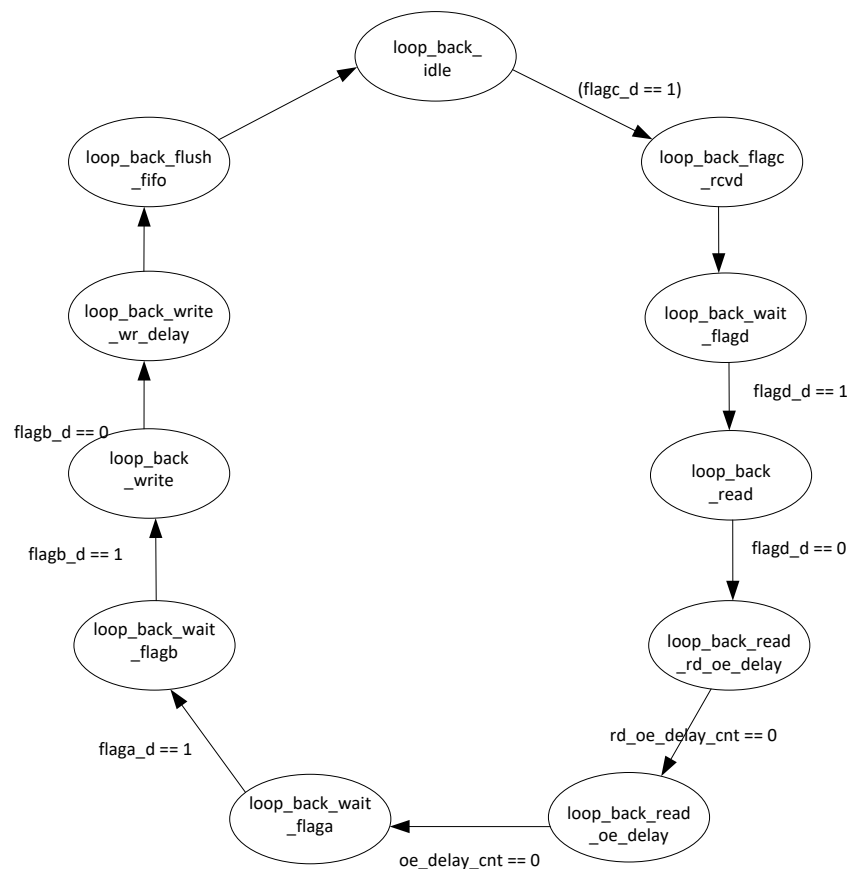 loop_back_
idle
(flagc_d == 1)
loop_back_flagc
_rcvd
loop_back_wait
_flagd
flagd_d == 1
loop_back
_read
flagd_d == 0
loop_back_read
_rd_oe_delay
rd_oe_delay_cnt == 0
loop_back_read
_oe_delay
oe_delay_cnt == 0
loop_back_wait
_flaga
flaga_d == 1
loop_back_wait
_flagb
flagb_d == 1
loop_back
_write
flagb_d == 0
loop_back_write
_wr_delay
loop_back_flush
_fifo